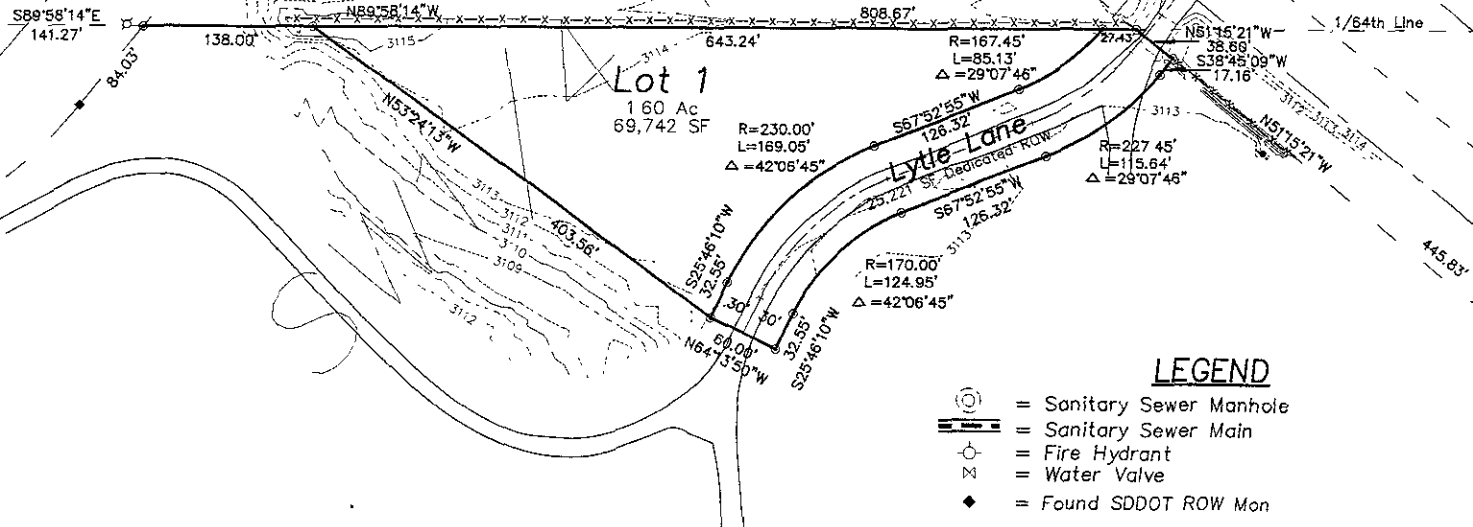 S89°58'14"E
141.27'
84.03'
138.00'
N89°58'14"W
808.67'
3115
643.24'
3114
Lot 1
1 60 Ac
69,742 SF
R=167.45'
L=85.13'
Δ =29°07'46"
27.43'
N51°15'21"W
38.60
S38°45'09"W
17.16'
1/64th Line
3112
3113
3114
N51°15'21"W
445.83'
N53°24'13"W
403.56'
R=230.00'
L=169.05'
Δ =42°06'45"
S67°52'55"W
126.32'
3113
Lytle Lane
25,221 SF Dedicated ROW
R=227 45'
L=115.64'
Δ =29°07'46"
S67°52'55"W
126.32'
3113
3113
3112
3111
3110
3109
3112
S25°46'10"W
32.55'
30'
30'
60.00'
N64°13'50"W
32.55'
S25°46'10"W
R=170.00'
L=124.95'
Δ =42°06'45"
LEGEND
= Sanitary Sewer Manhole
= Sanitary Sewer Main
= Fire Hydrant
= Water Valve
= Found SDDOT ROW Mon